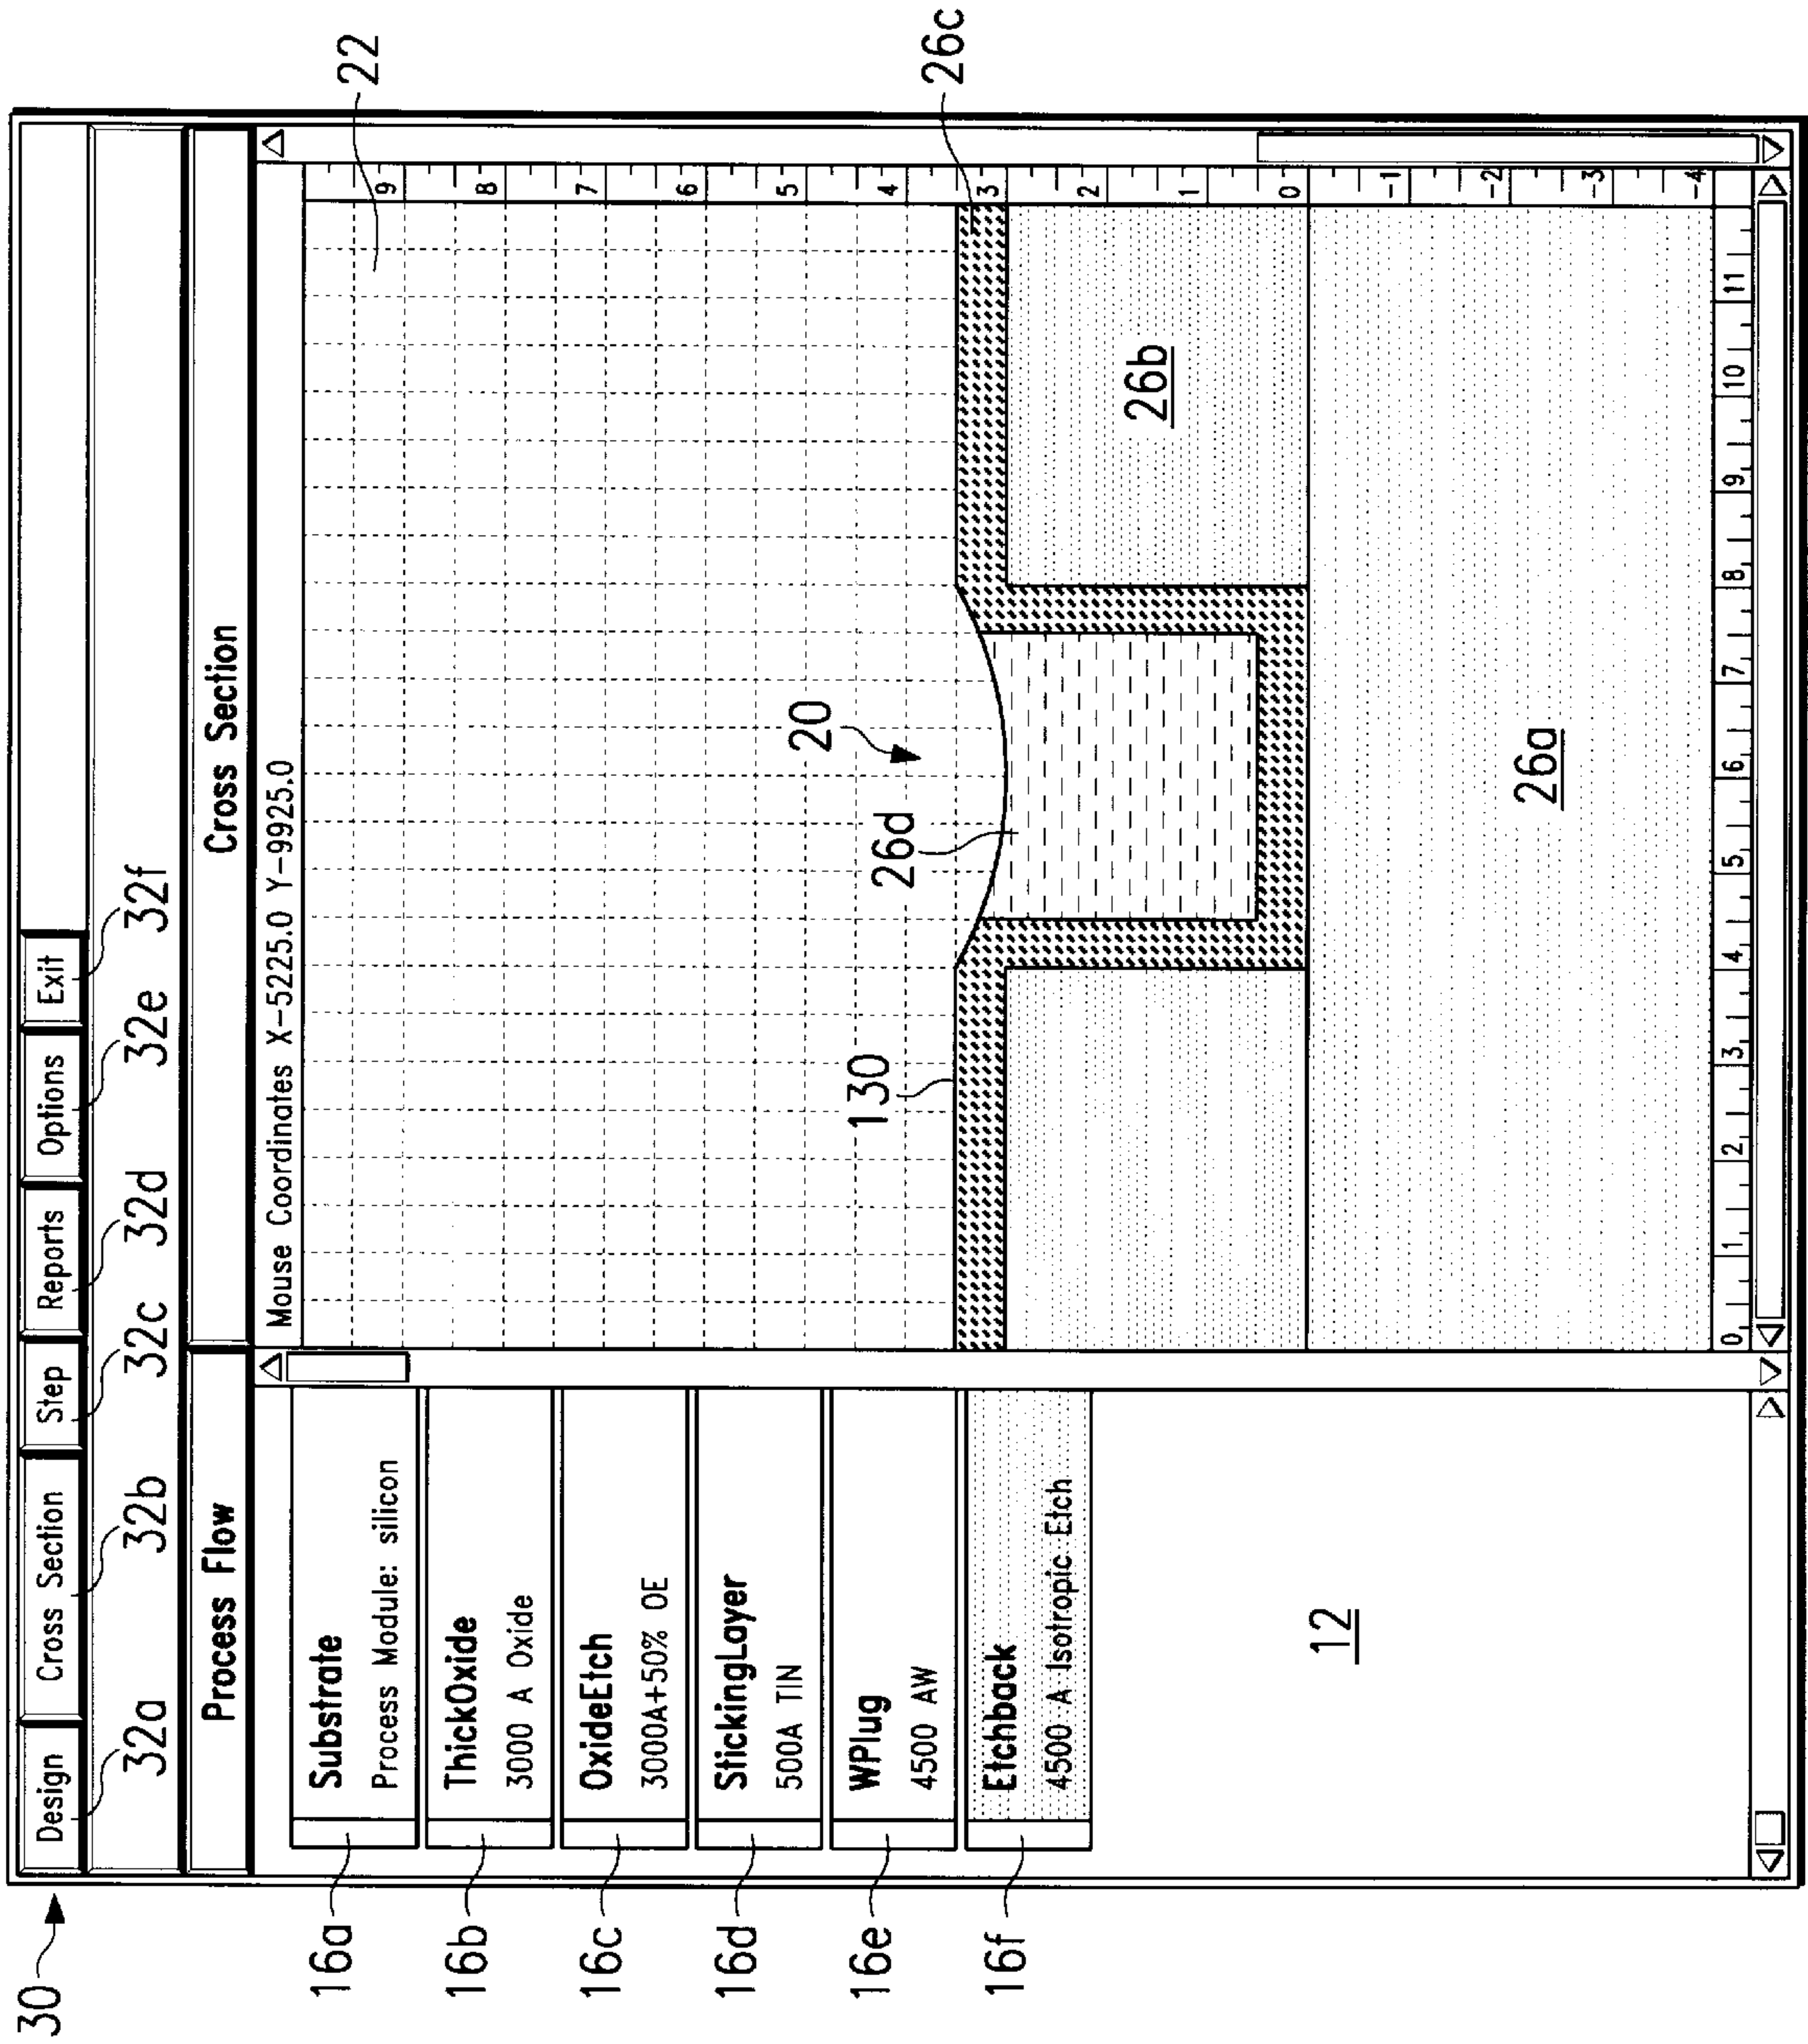 30
Design Cross Section Step Reports Options Exit
32a 32b 32c 32d 32e 32f
Process Flow
Cross Section
Mouse Coordinates X-5225.0 Y-9925.0
22
16a
Substrate
Process Module: silicon
16b
ThickOxide
3000 A Oxide
16c
OxideEtch
3000A+50% OE
16d
StickingLayer
500A TIN
16e
WPlug
4500 AW
16f
Etchback
4500 A Isotropic Etch
12
20
130
26d
26c
26b
26a
9
8
7
6
5
4
3
2
1
0
-1
-2
-3
-4
0 1 2 3 4 5 6 7 8 9 10 11